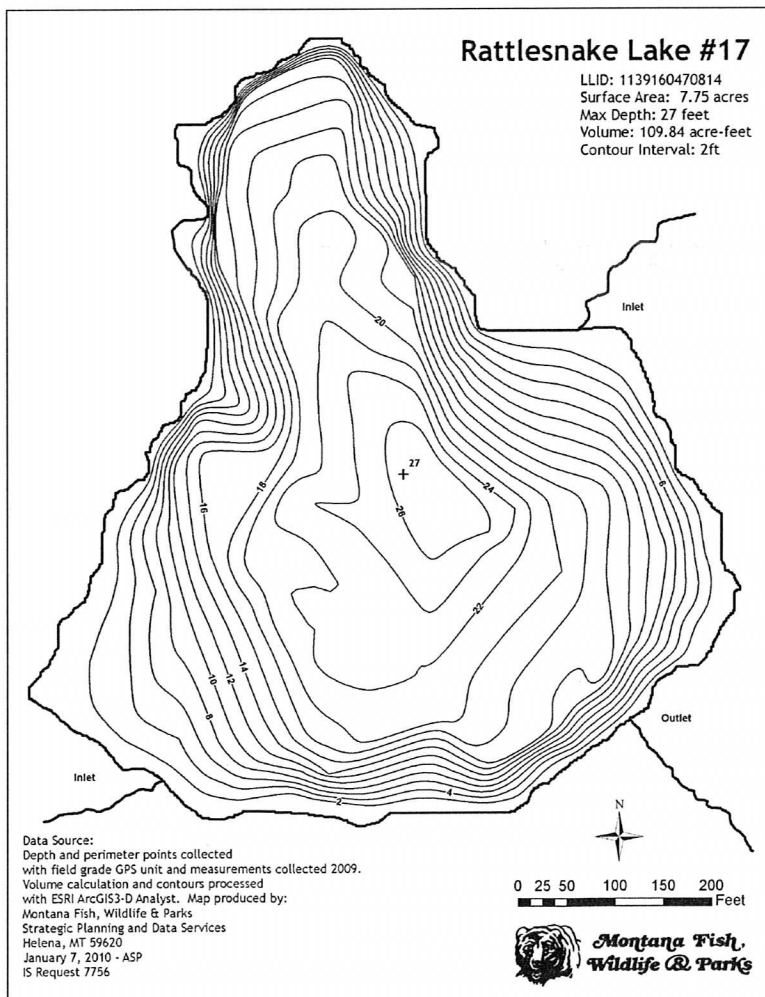 Rattlesnake Lake #17
LLID: 1139160470814
Surface Area: 7.75 acres
Max Depth: 27 feet
Volume: 109.84 acre-feet
Contour Interval: 2ft
Inlet
20
27
6
24
18
16
26
22
14
12
10
8
Outlet
Inlet
2
4
N
Data Source:
Depth and perimeter points collected
with field grade GPS unit and measurements collected 2009.
Volume calculation and contours processed
with ESRI ArcGIS3-D Analyst. Map produced by:
Montana Fish, Wildlife & Parks
Strategic Planning and Data Services
Helena, MT 59620
January 7, 2010 - ASP
IS Request 7756
0 25 50 100 150 200
Feet
Montana Fish,
Wildlife & Parks